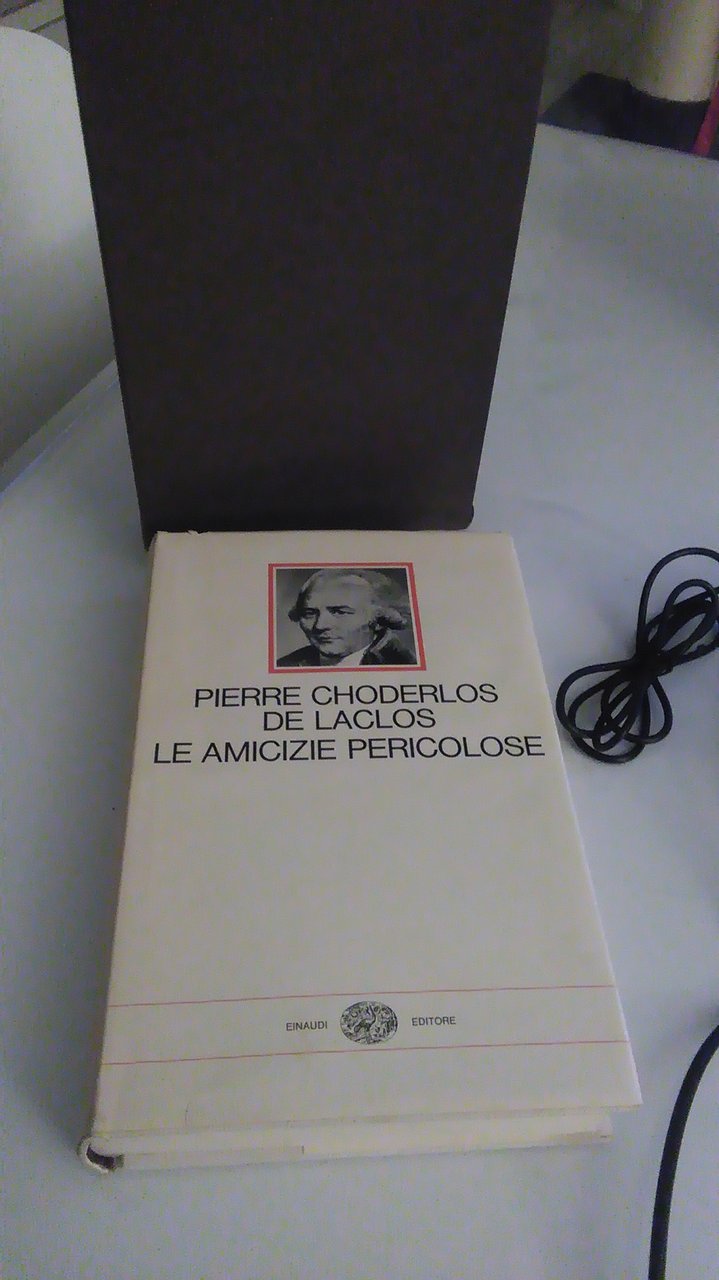 PIERRE CHODERLOS
DE LACLOS
LE AMICIZIE PERICOLOSE
EINAUDI EDITORE